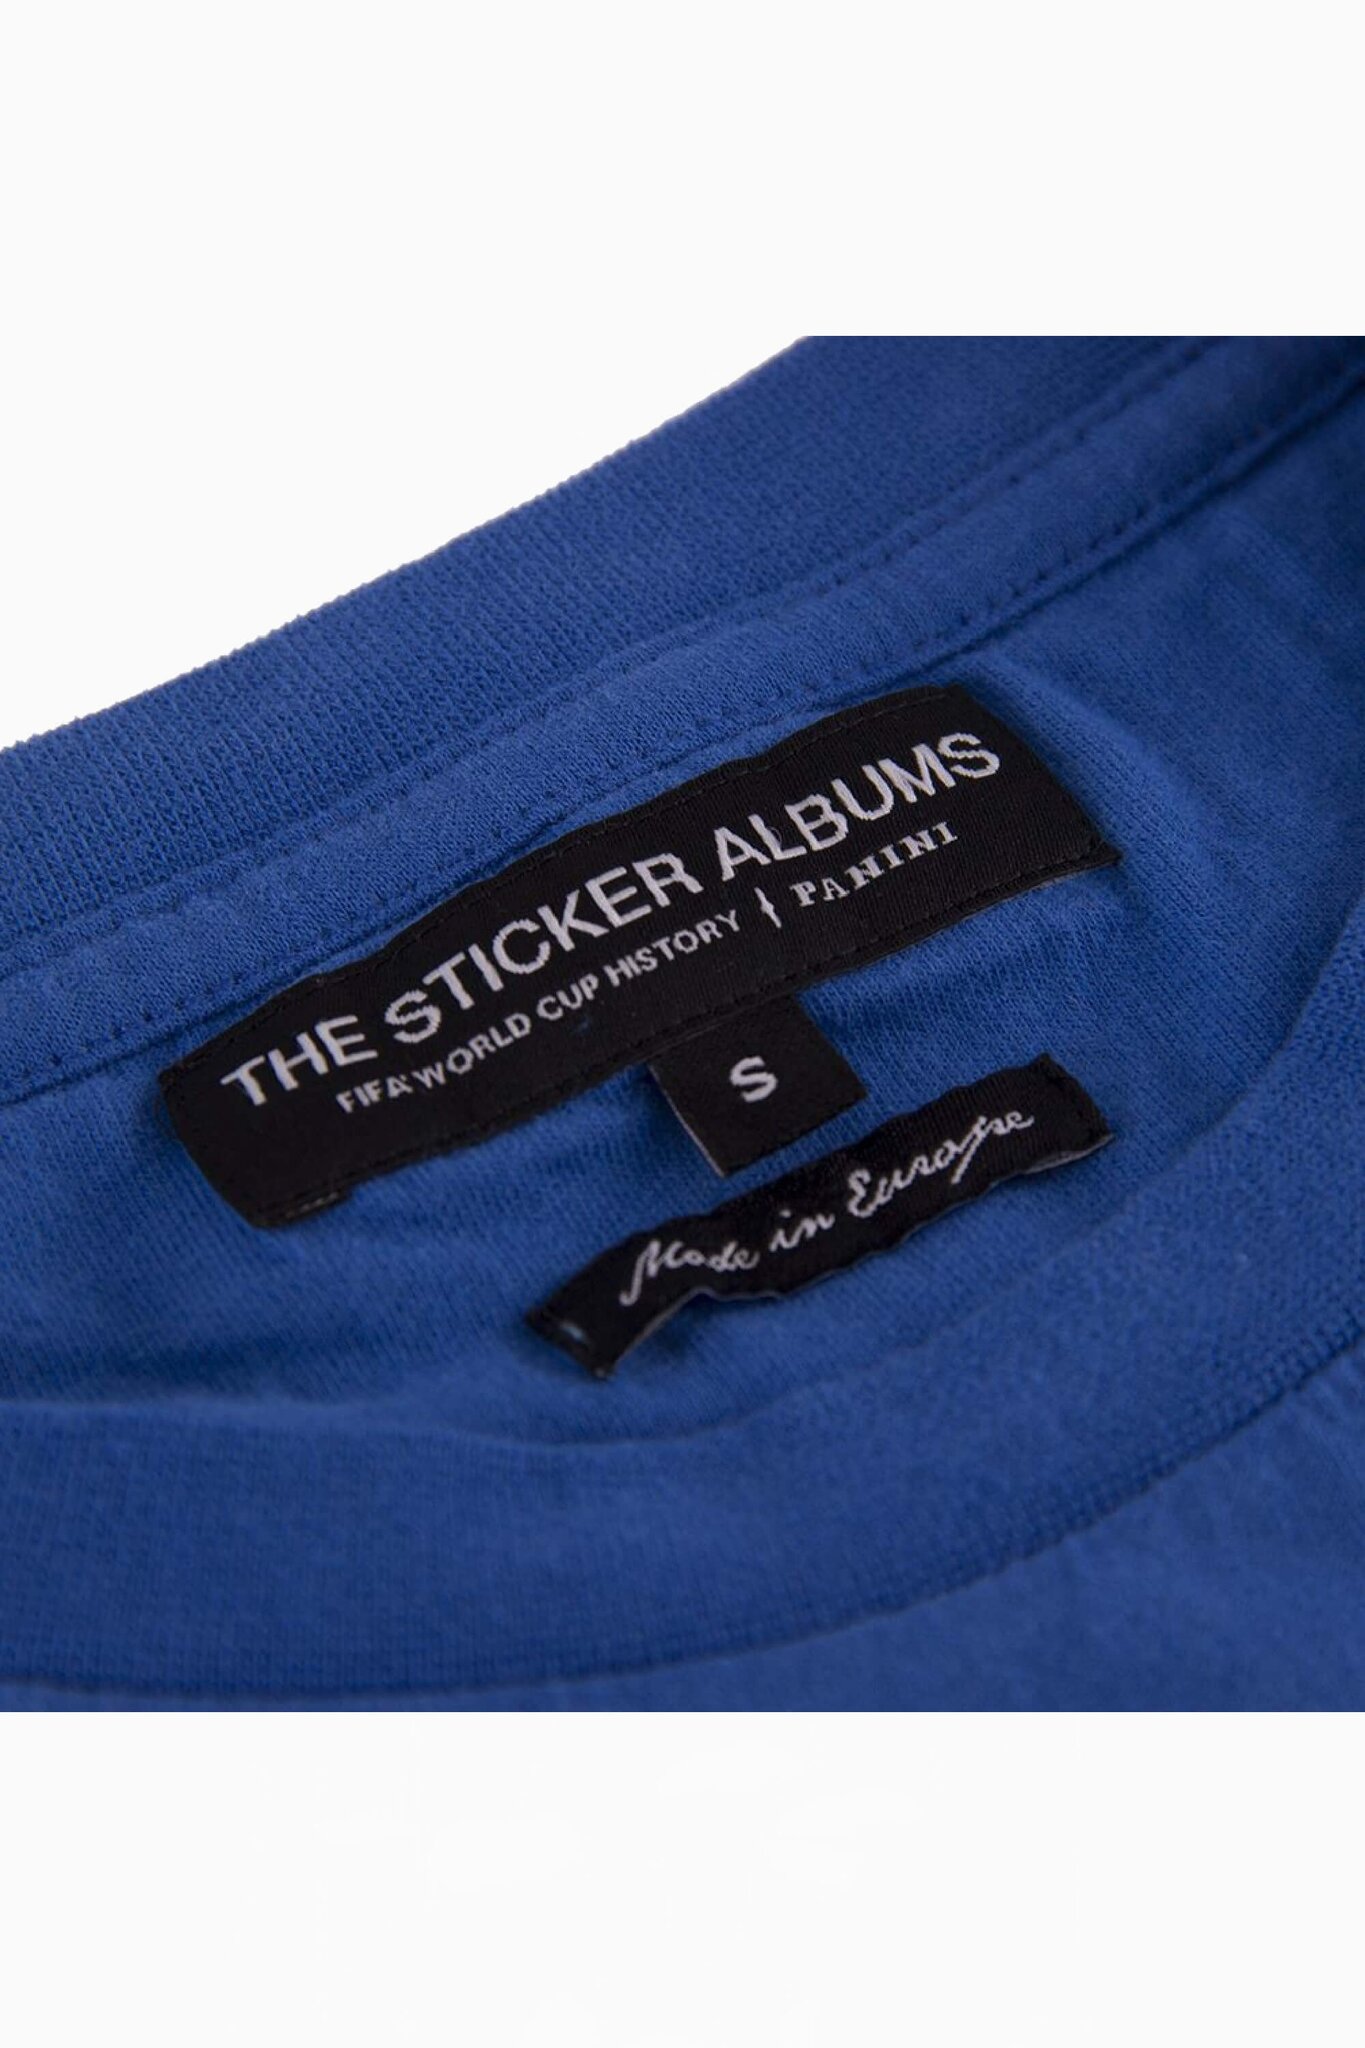 THE STICKER ALBUMS
FIFA WORLD CUP HISTORY | PANINI
S
Made in Europe